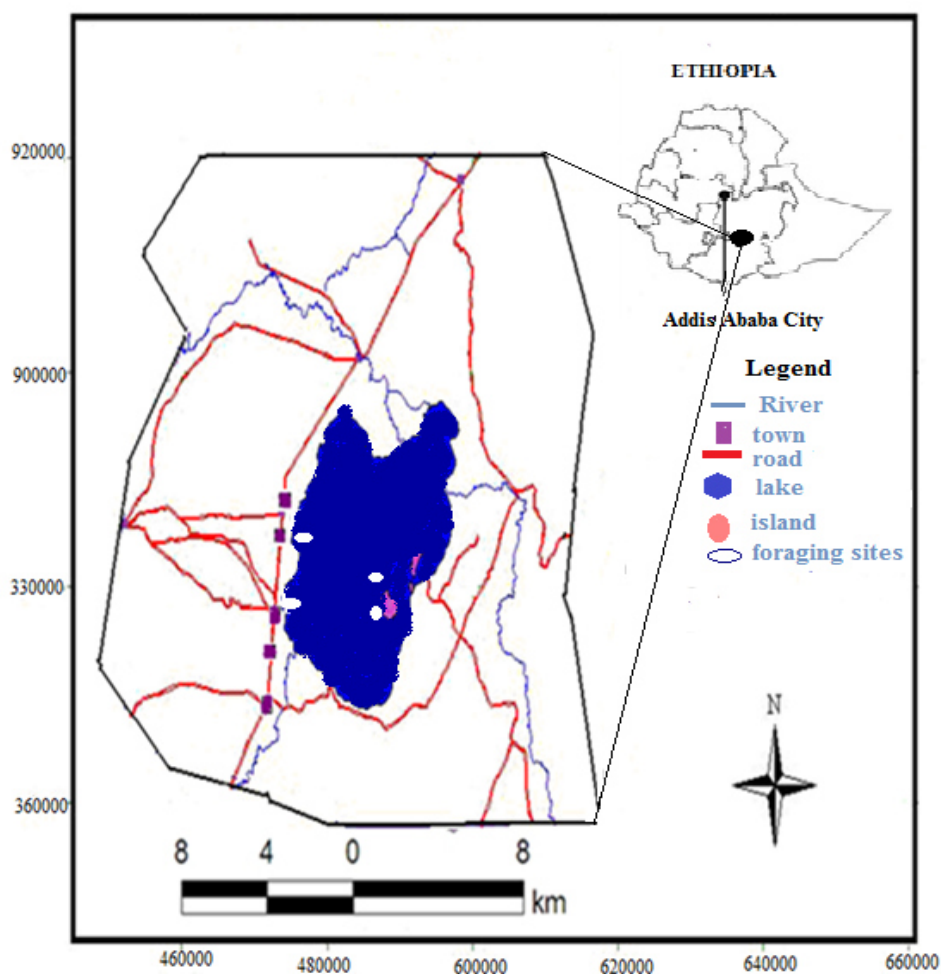 ETHIOPIA
Addis Ababa City
Legend
River
town
road
lake
island
foraging sites
N
920000
900000
330000
360000
8 4 0 8
km
460000 480000 600000 620000 640000 660000